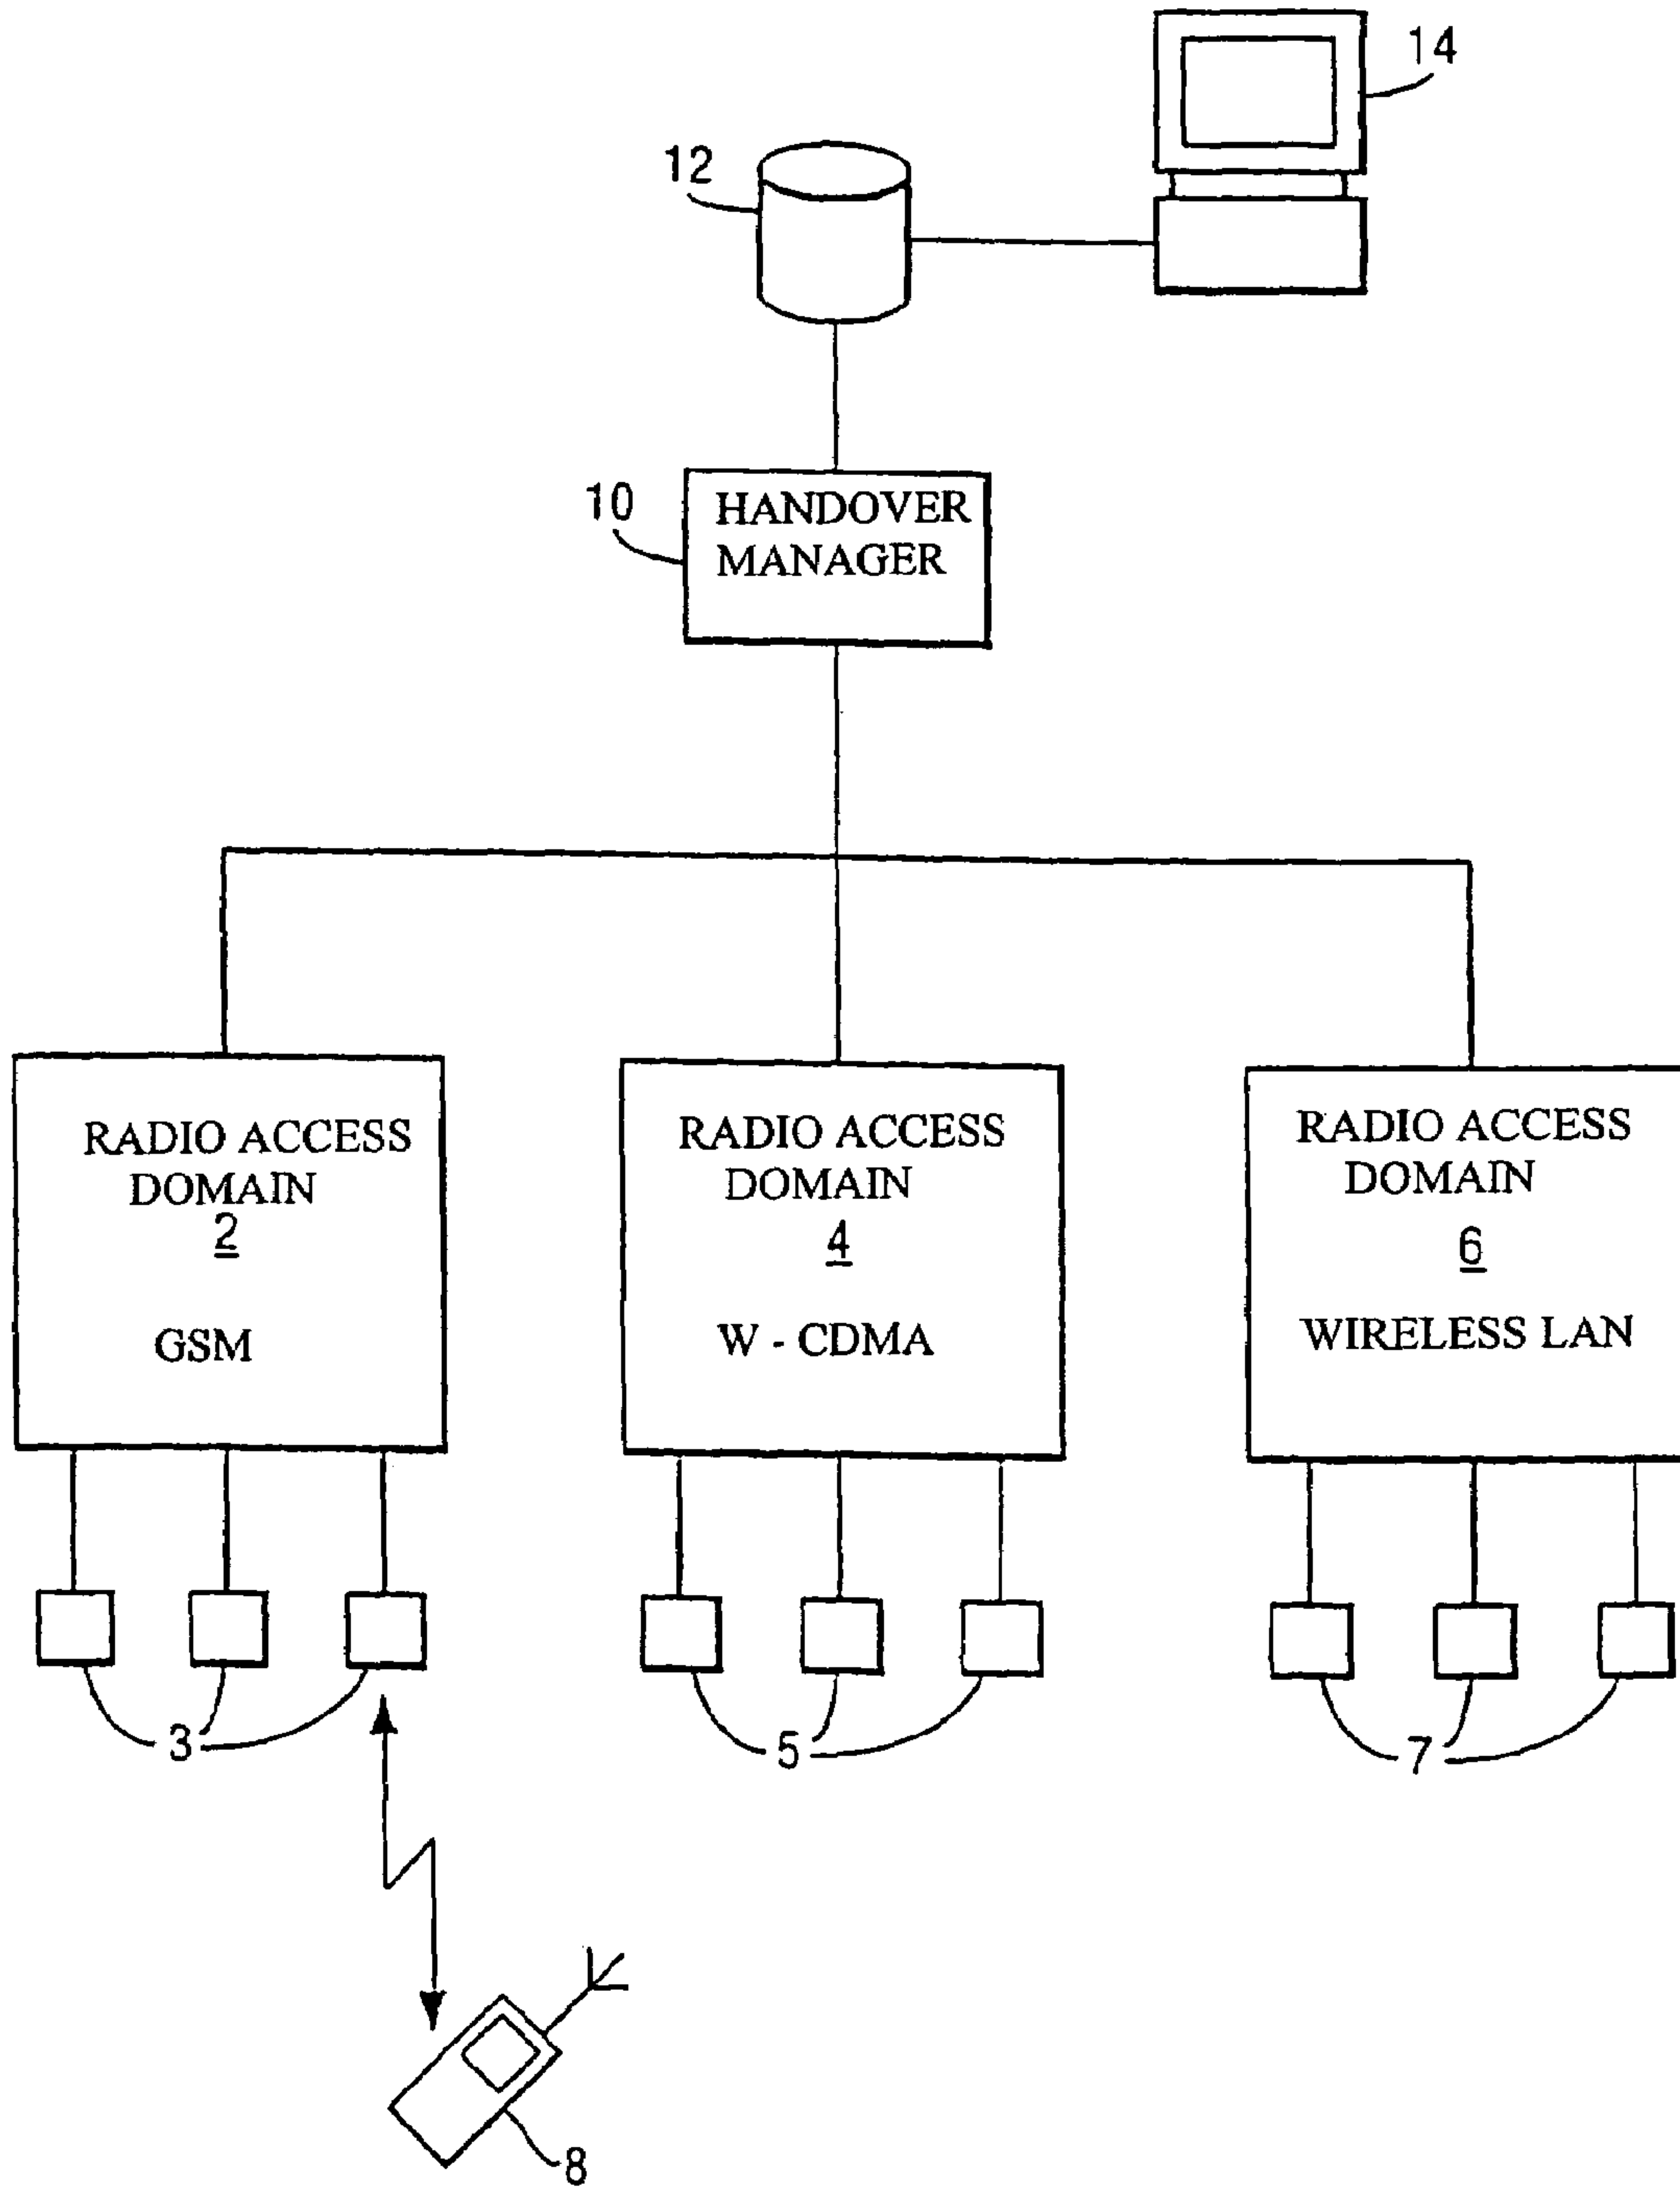 14
12
10
HANDOVER
MANAGER
RADIO ACCESS
DOMAIN
2
GSM
RADIO ACCESS
DOMAIN
4
W - CDMA
RADIO ACCESS
DOMAIN
6
WIRELESS LAN
3
5
7
8